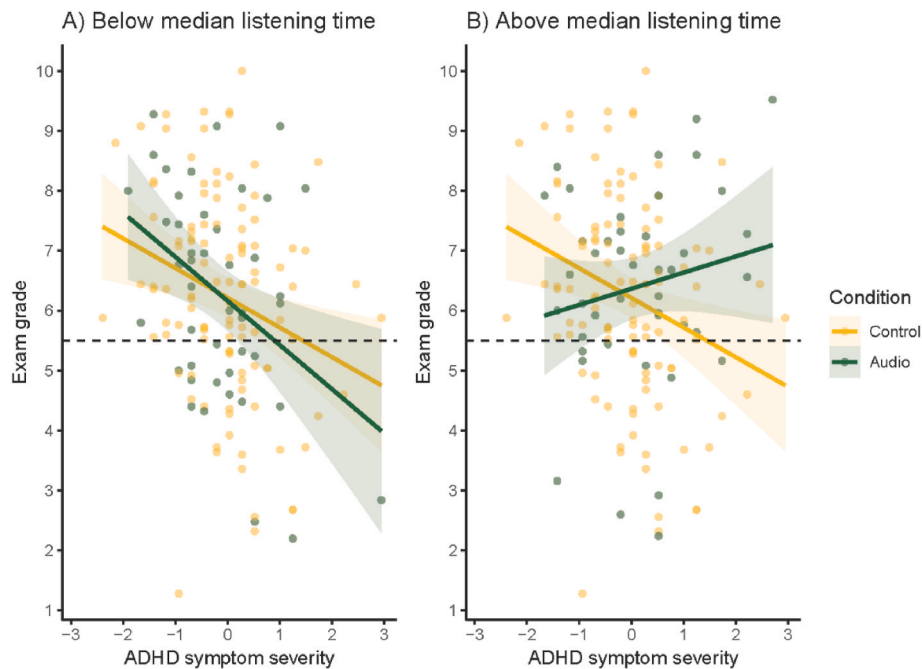 A) Below median listening time
B) Above median listening time
10
9
8
7
6
5
4
3
2
1
Exam grade
−3 −2 −1 0 1 2 3
ADHD symptom severity
10
9
8
7
6
5
4
3
2
1
Exam grade
−3 −2 −1 0 1 2 3
ADHD symptom severity
Condition
Control
Audio